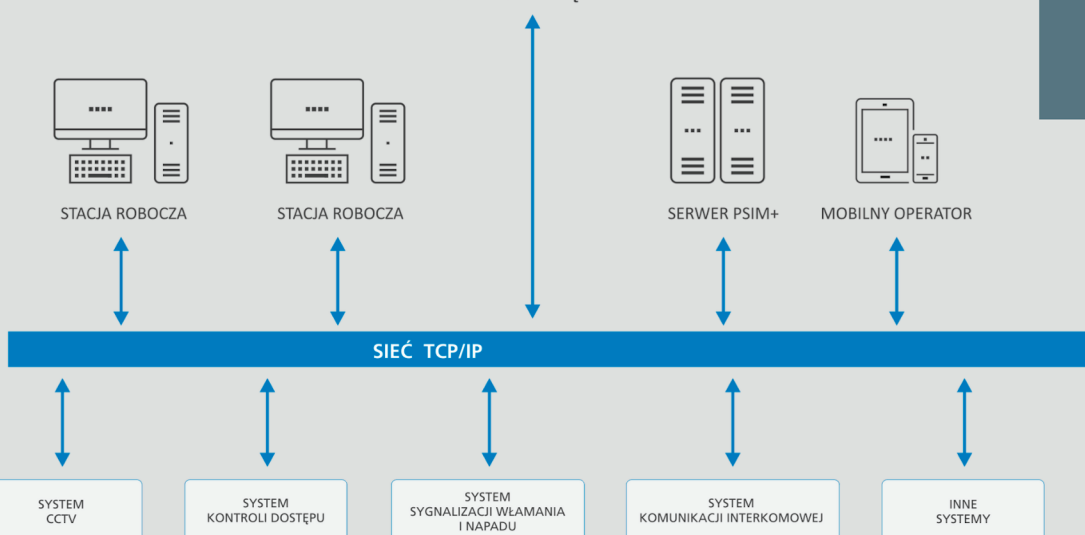 STACJA ROBOCZA
STACJA ROBOCZA
SERWER PSIM+
MOBILNY OPERATOR
SIEĆ TCP/IP
SYSTEM
CCTV
SYSTEM
KONTROLI DOSTĘPU
SYSTEM
SYGNALIZACJI WŁAMANIA
I NAPADU
SYSTEM
KOMUNIKACJI INTERKOMOWEJ
INNE
SYSTEMY